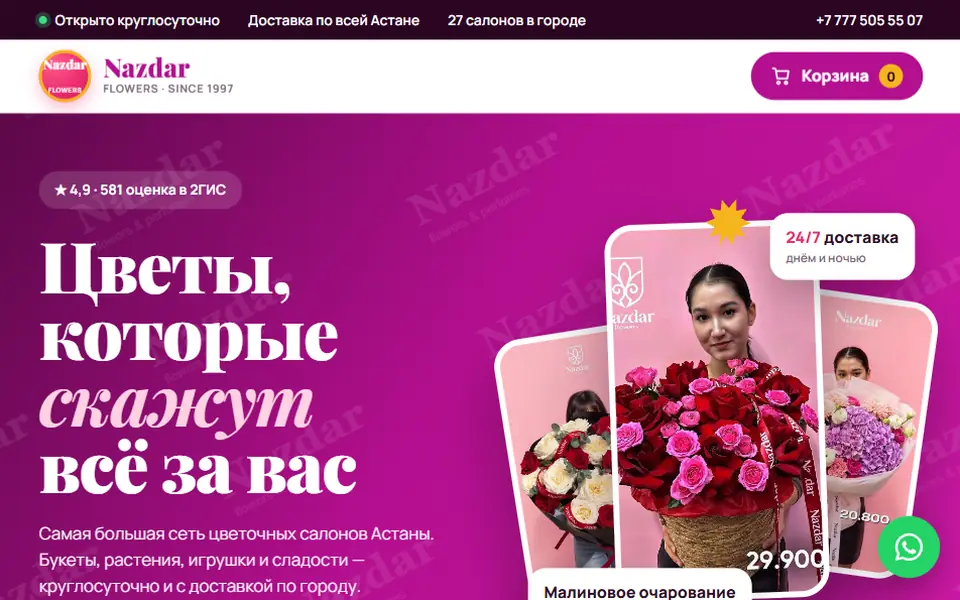 Открыто круглосуточно
Доставка по всей Астане
27 салонов в городе
+7 777 505 55 07
Nazdar
FLOWERS
Nazdar
FLOWERS · SINCE 1997
Корзина
0
★ 4,9 · 581 оценка в 2ГИС
Цветы,
которые
скажут
всё за вас
Самая большая сеть цветочных салонов Астаны.
Букеты, растения, игрушки и сладости —
круглосуточно и с доставкой по городу.
24/7 доставка
днём и ночью
Nazdar
Nazdar
Nazdar
20.800
29.900
Малиновое очарование